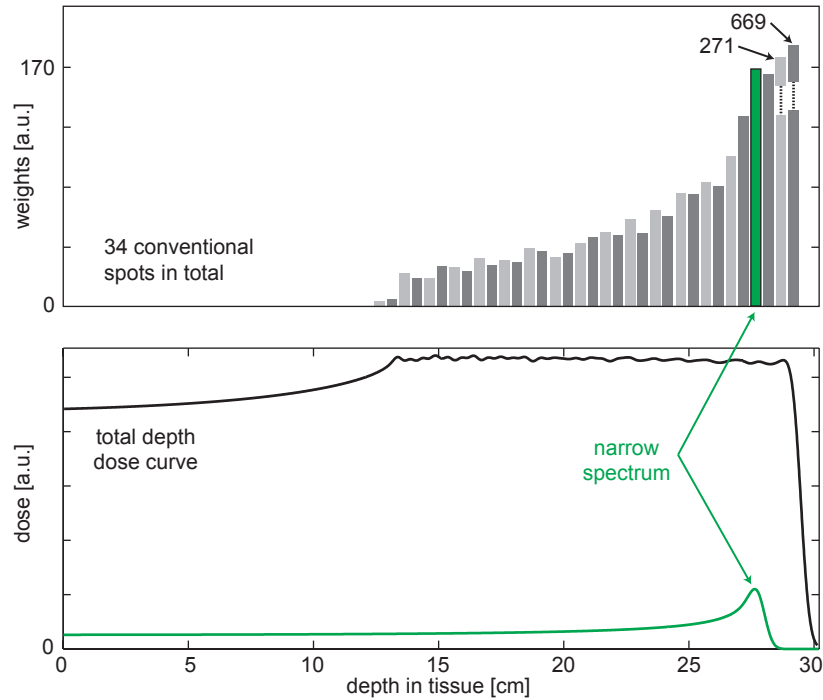 669
271
170
weights [a.u.]
34 conventional
spots in total
0
total depth
dose curve
narrow
spectrum
dose [a.u.]
0
0 5 10 15 20 25 30
depth in tissue [cm]